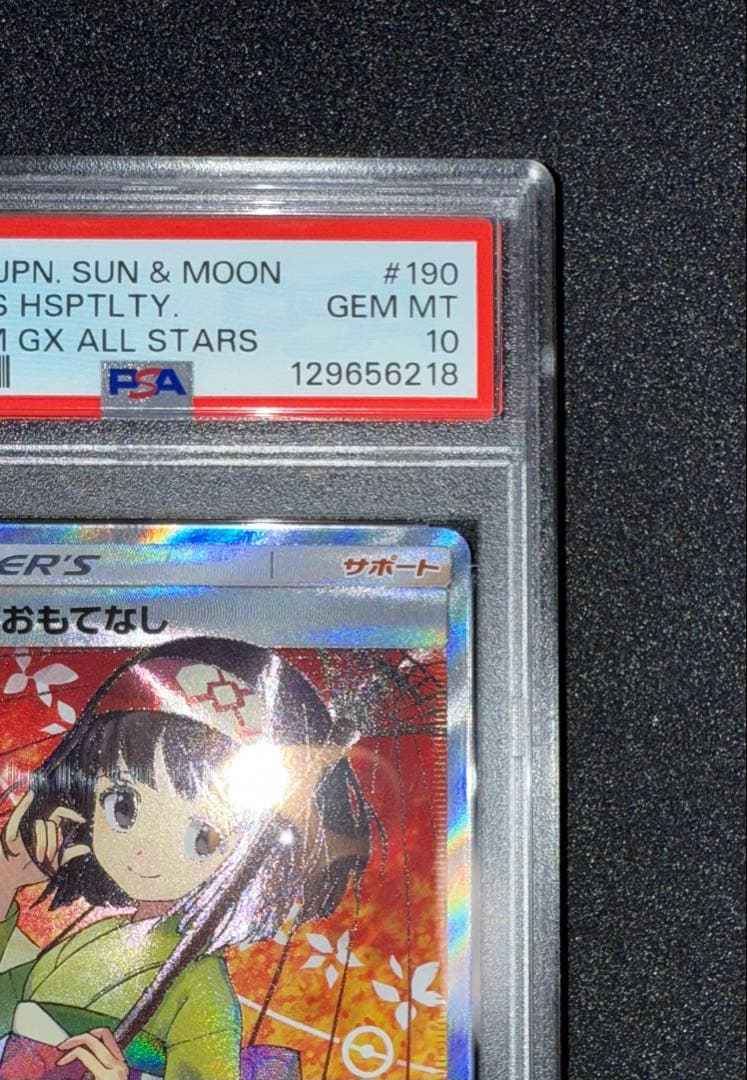 JPN. SUN & MOON #190
S HSPTLTY. GEM MT
M GX ALL STARS 10
PSA 129656218
ER'S サポート
おもてなし